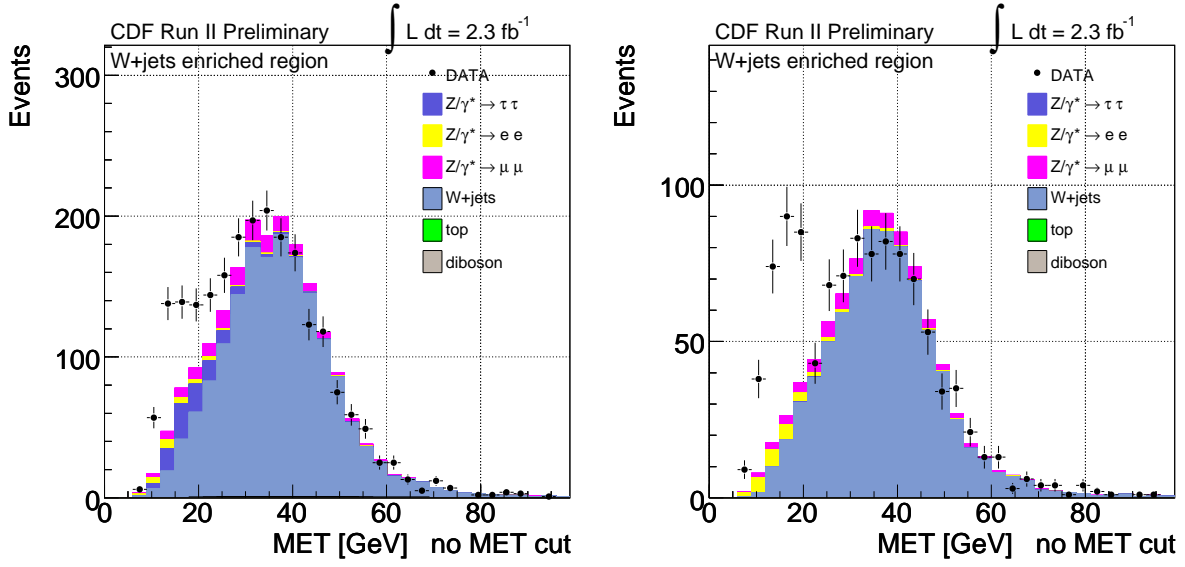 CDF Run II Preliminary
∫ L dt = 2.3 fb⁻¹
W+jets enriched region
Events
300
200
100
0
DATA
Z/γ* → τ τ
Z/γ* → e e
Z/γ* → μ μ
W+jets
top
diboson
0 20 40 60 80
MET [GeV] no MET cut
CDF Run II Preliminary
∫ L dt = 2.3 fb⁻¹
W+jets enriched region
Events
100
50
0
DATA
Z/γ* → τ τ
Z/γ* → e e
Z/γ* → μ μ
W+jets
top
diboson
0 20 40 60 80
MET [GeV] no MET cut